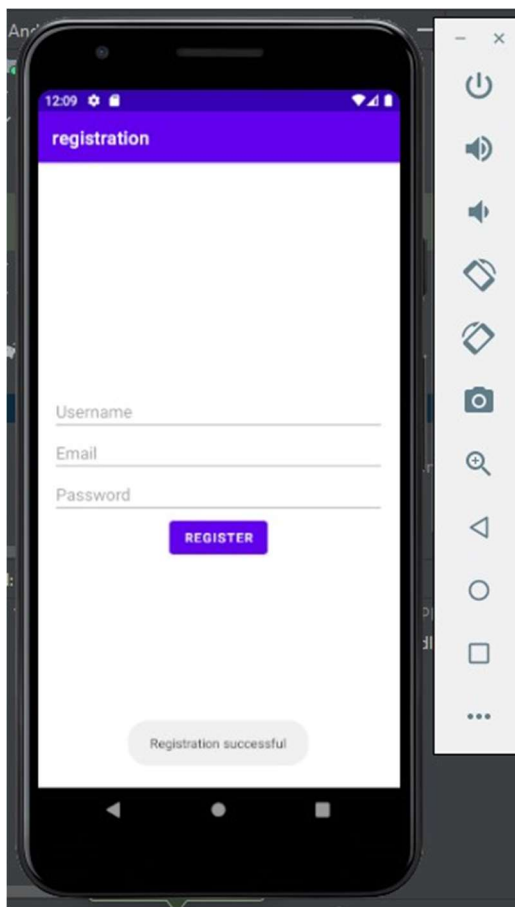 12:09
registration
Username
Email
Password
REGISTER
Registration successful